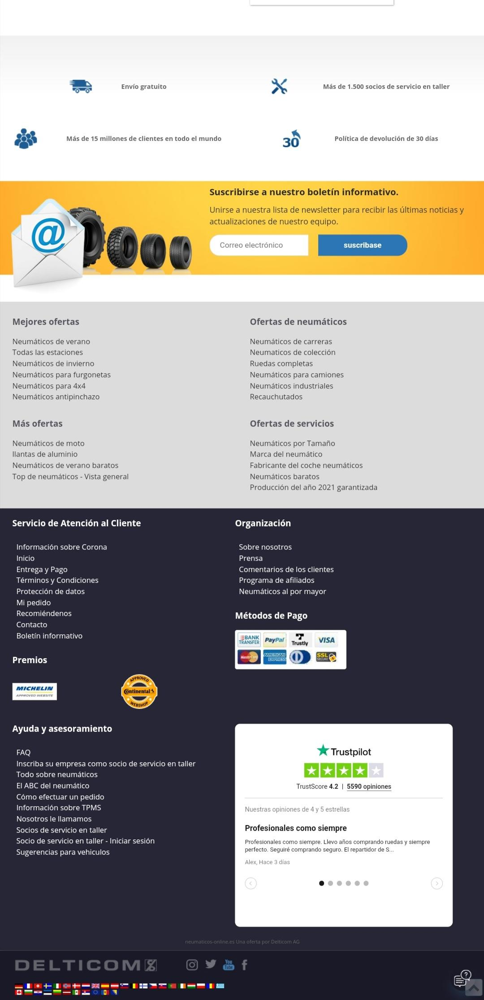 Envío gratuito
Más de 1.500 socios de servicio en taller
Más de 15 millones de clientes en todo el mundo
30
Política de devolución de 30 días
Suscribirse a nuestro boletín informativo.
Unirse a nuestra lista de newsletter para recibir las últimas noticias y
actualizaciones de nuestro equipo.
@
Correo electrónico
suscribase
Mejores ofertas
Neumáticos de verano
Todas las estaciones
Neumáticos de invierno
Neumáticos para furgonetas
Neumáticos para 4x4
Neumáticos antipinchazo
Ofertas de neumáticos
Neumáticos de carreras
Neumaticos de colección
Ruedas completas
Neumáticos para camiones
Neumáticos industriales
Recauchutados
Más ofertas
Neumáticos de moto
llantas de aluminio
Neumáticos de verano baratos
Top de neumáticos - Vista general
Ofertas de servicios
Neumáticos por Tamaño
Marca del neumático
Fabricante del coche neumáticos
Neumáticos baratos
Producción del año 2021 garantizada
Servicio de Atención al Cliente
Información sobre Corona
Inicio
Entrega y Pago
Términos y Condiciones
Protección de datos
Mi pedido
Recomiéndenos
Contacto
Boletín informativo
Organización
Sobre nosotros
Prensa
Comentarios de los clientes
Programa de afiliados
Neumáticos al por mayor
Métodos de Pago
BANK
TRANSFER
PayPal
Trustly
VISA
MasterCard
AMERICAN
EXPRESS
SSL
SECURE
Premios
MICHELIN
APPROVED WEBSITE
APPROVED
Continental
WEBSHOP
Ayuda y asesoramiento
FAQ
Inscriba su empresa como socio de servicio en taller
Todo sobre neumáticos
El ABC del neumático
Cómo efectuar un pedido
Información sobre TPMS
Nosotros le llamamos
Socios de servicio en taller
Socio de servicio en taller - Iniciar sesión
Sugerencias para vehiculos
Trustpilot
TrustScore 4.2 | 5590 opiniones
Nuestras opiniones de 4 y 5 estrellas
Profesionales como siempre
Profesionales como siempre. Llevo años comprando ruedas y siempre
perfecto. Seguiré comprando seguro. El repartidor de S...
Alex, Hace 3 días
neumaticos-online.es Una oferta por Delticom AG
DELTICOM
You
Tube
f
?